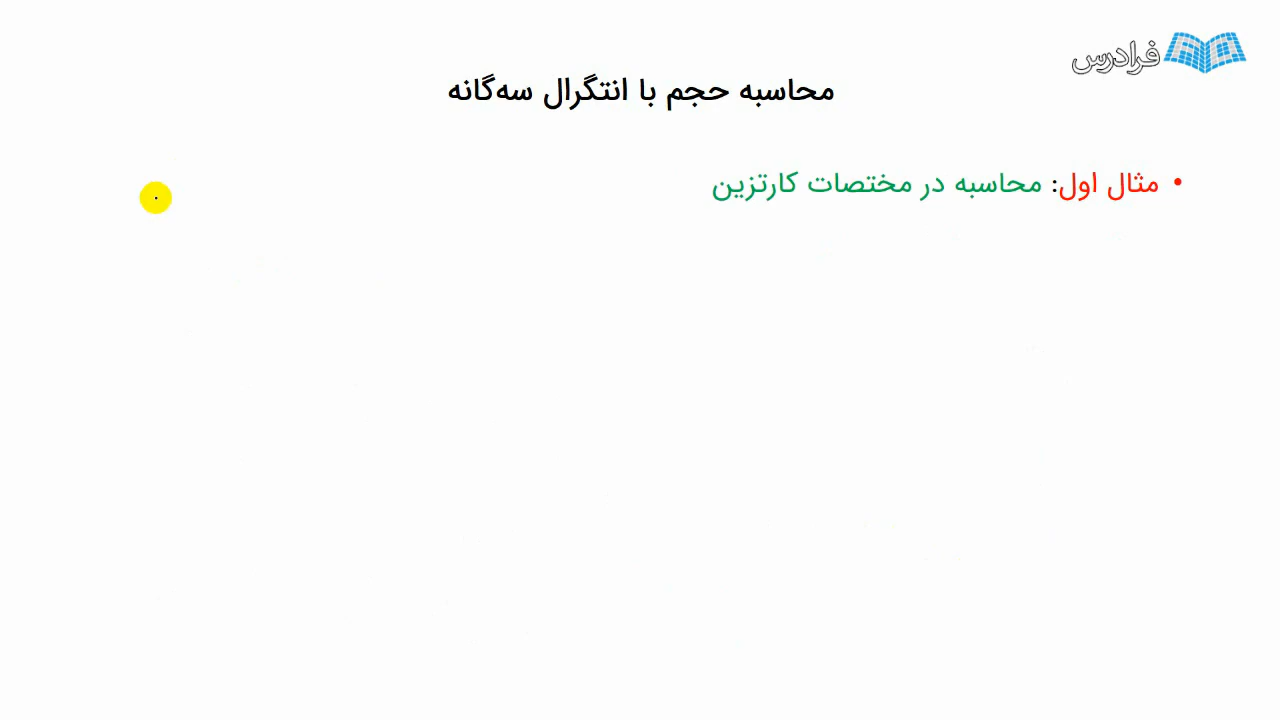 فرادرس
محاسبه حجم با انتگرال سه‌گانه
• مثال اول: محاسبه در مختصات کارتزین